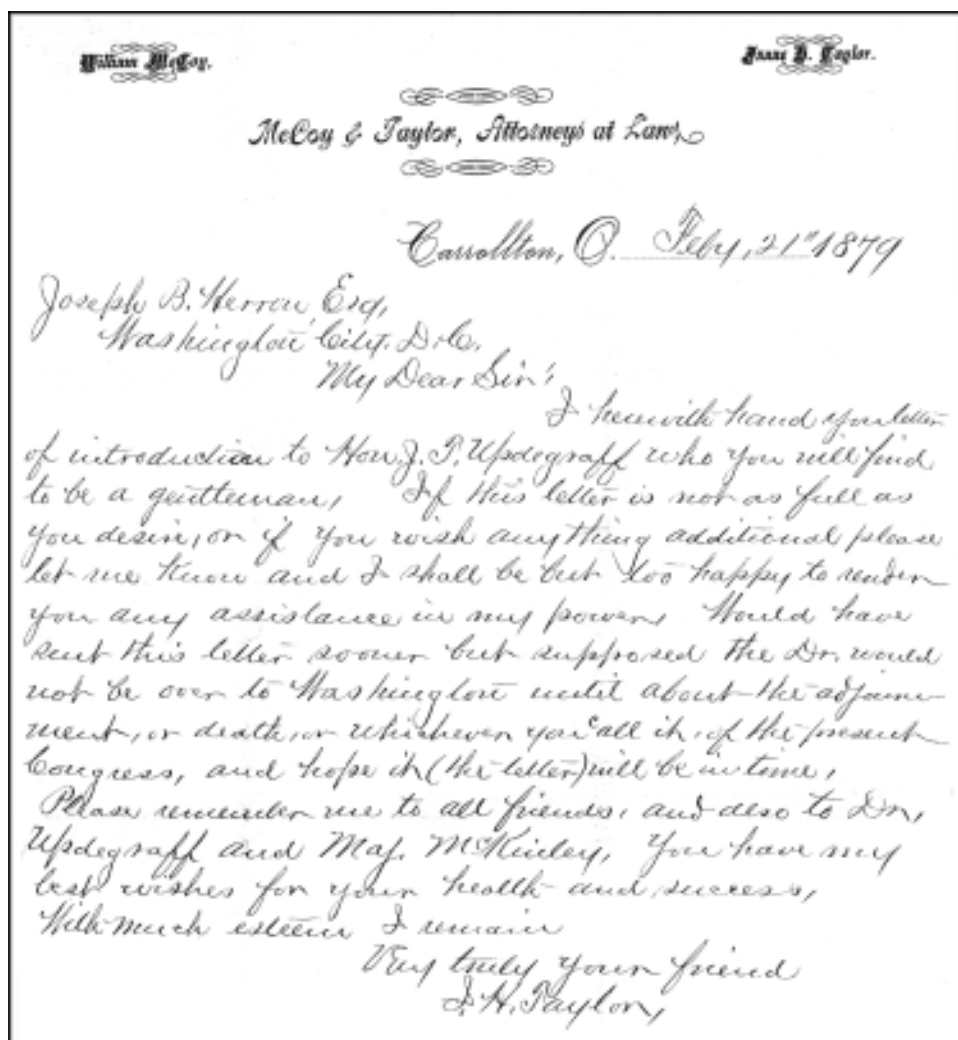 William McCoy.
Isaac H. Taylor.
McCoy & Taylor, Attorneys at Law,
Carrollton, O. Feby, 21" 1879
Joseph B. Herron, Esq,
Washington City. D.C.
My Dear Sir:
I herewith hand you letter
of introduction to Hon. J. T. Updegraff who you will find
to be a gentleman, If this letter is not as full as
you desire, or if you wish anything additional please
let me know and I shall be but too happy to render
you any assistance in my power, Would have
sent this letter sooner but supposed the Dr. would
not be over to Washington until about the adjourn-
ment, or death, or whichever you call it, of the present
Congress, and hope it (the letter) will be in time,
Please remember me to all friends, and also to Dr,
Updegraff and Maj. McKinley, You have my
best wishes for your health and success,
With much esteem I remain
Very truly your friend
I. H. Taylor,